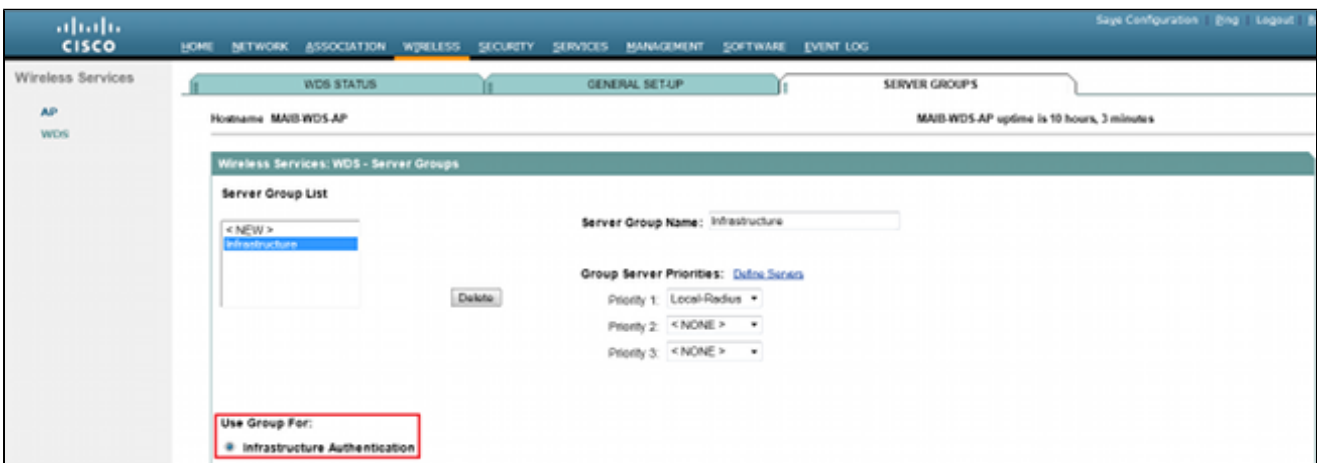 Save Configuration Ping Logout
CISCO
HOME NETWORK ASSOCIATION WIRELESS SECURITY SERVICES MANAGEMENT SOFTWARE EVENT LOG
Wireless Services
WDS STATUS GENERAL SET-UP SERVER GROUPS
AP
WDS
Hostname MAIB-WDS-AP MAIB-WDS-AP uptime is 10 hours, 3 minutes
Wireless Services: WDS - Server Groups
Server Group List
< NEW >
Infrastructure
Server Group Name: Infrastructure
Group Server Priorities: Define Servers
Delete
Priority 1: Local-Radius
Priority 2: < NONE >
Priority 3: < NONE >
Use Group For:
Infrastructure Authentication